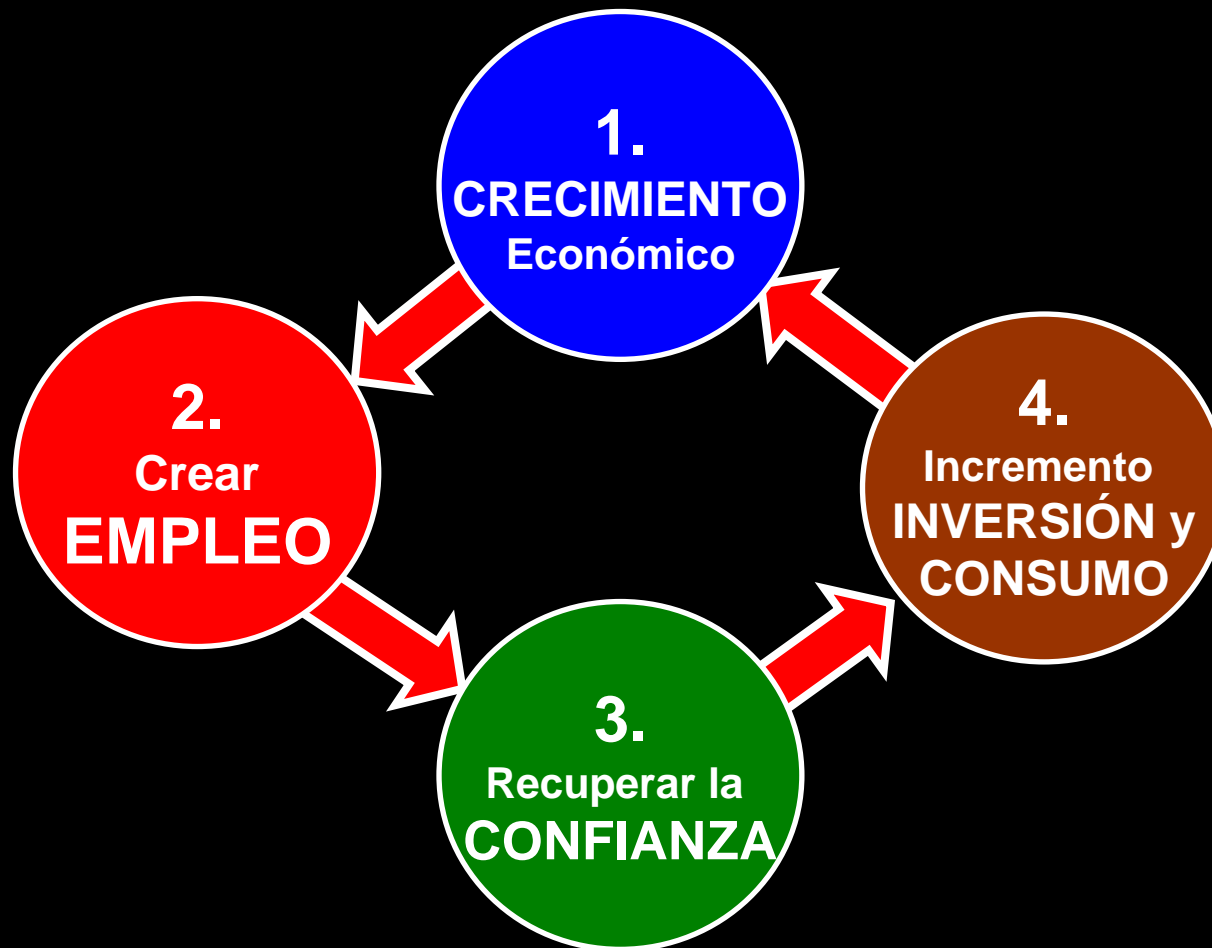 1.
CRECIMIENTO
Económico
2.
Crear
EMPLEO
3.
Recuperar la
CONFIANZA
4.
Incremento
INVERSIÓN y
CONSUMO